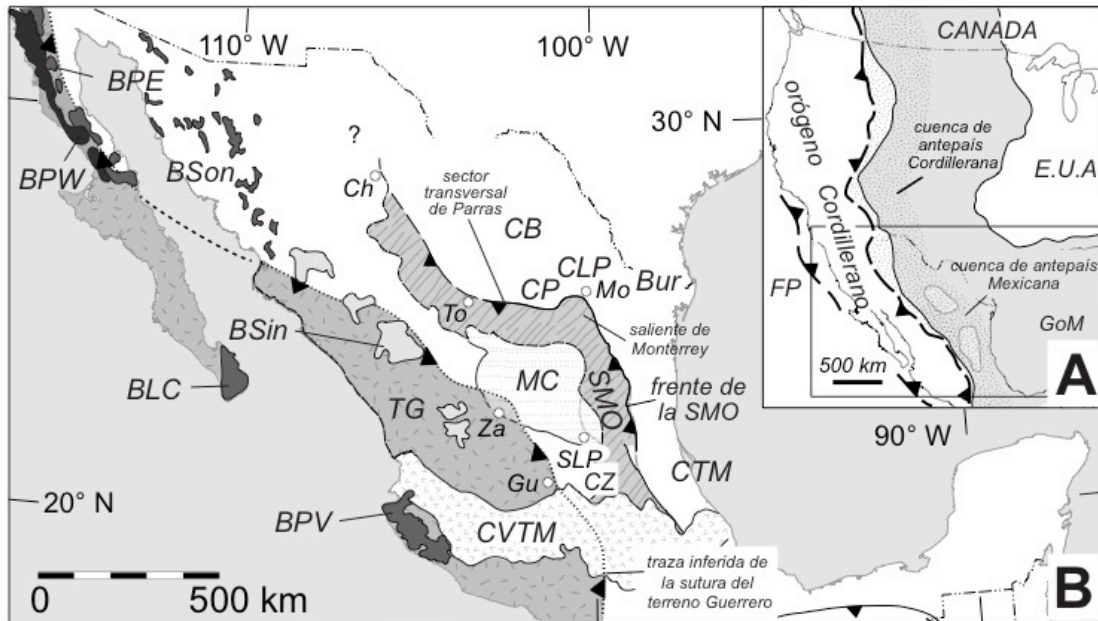 110° W
100° W
CANADA
BPE
orógeno
Cordillerano
30° N
cuenca de
antepaís
Cordillerana
?
E.U.A
BPW
BSon
Ch
sector
transversal
de Parras
CB
FP
cuenca de antepaís
Mexicana
CLP
Bur
CP
Mo
To
GoM
BSin
saliente de
Monterrey
500 km
A
MC
SMO
frente de
la SMO
BLC
TG
Za
90° W
SLP
CTM
Gu
CZ
20° N
BPV
CVTM
traza inferida de
la sutura del
terreno Guerrero
0
500 km
B